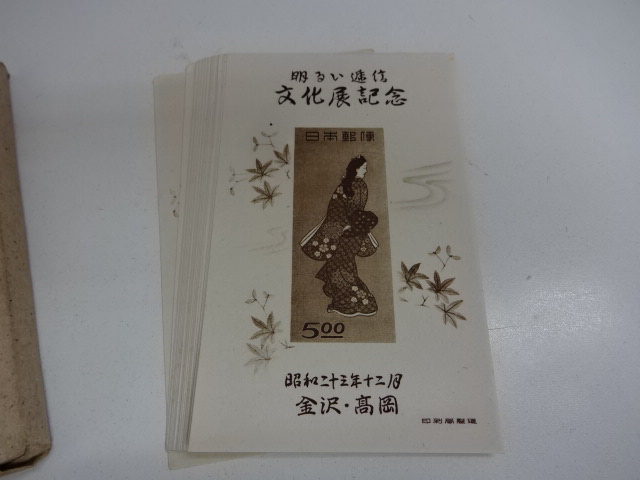 明るい逓信
文化展記念
日本郵便
5.00
昭和二十三年十二月
金沢・高岡
印刷局製造